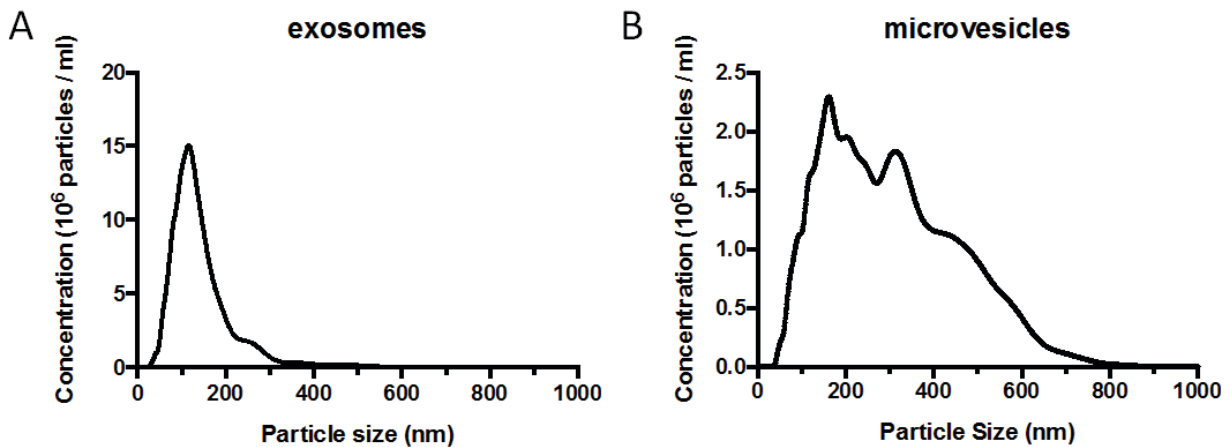 A
exosomes
Concentration (10⁶ particles / ml)
20
15
10
5
0
0 200 400 600 800 1000
Particle size (nm)
B
microvesicles
Concentration (10⁶ particles / ml)
2.5
2.0
1.5
1.0
0.5
0.0
0 200 400 600 800 1000
Particle Size (nm)